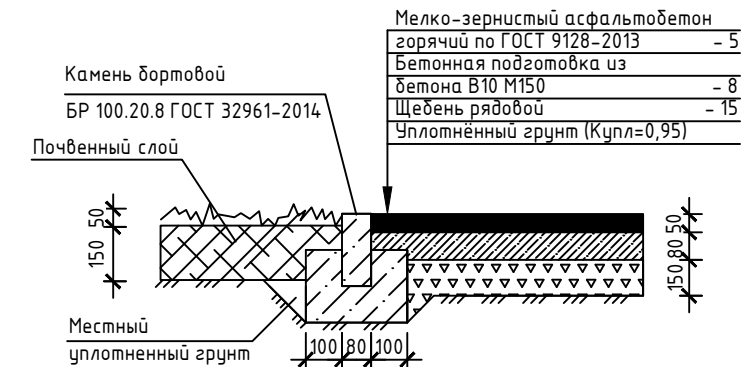 Мелко-зернистый асфальтобетон
горячий по ГОСТ 9128-2013 - 5
Бетонная подготовка из
бетона В10 М150 - 8
Щебень рядовой - 15
Уплотнённый грунт (Купл=0,95)
Камень бортовой
БР 100.20.8 ГОСТ 32961-2014
Почвенный слой
50
150
50
80
150
Местный
уплотненный грунт
100 80 100